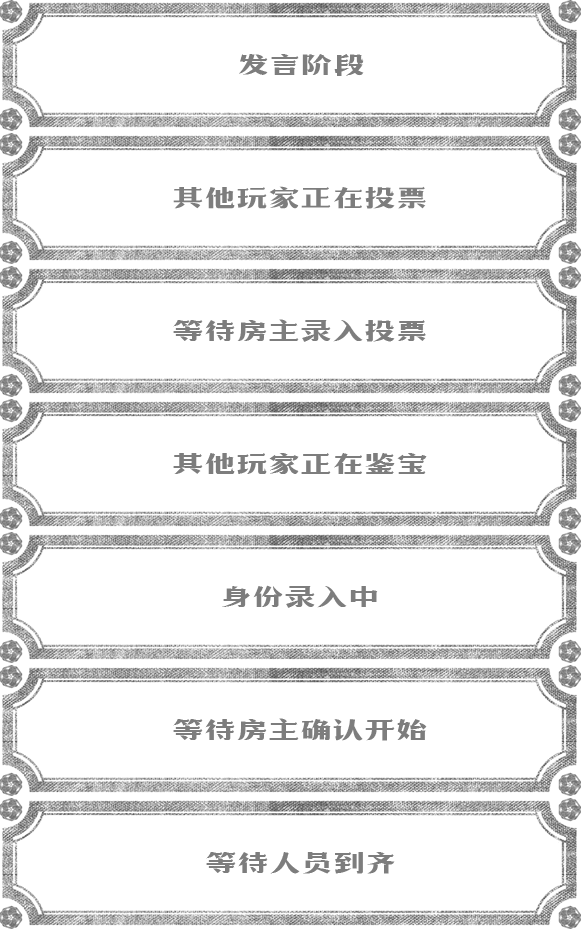 发言阶段
其他玩家正在投票
等待房主录入投票
其他玩家正在鉴宝
身份录入中
等待房主确认开始
等待人员到齐